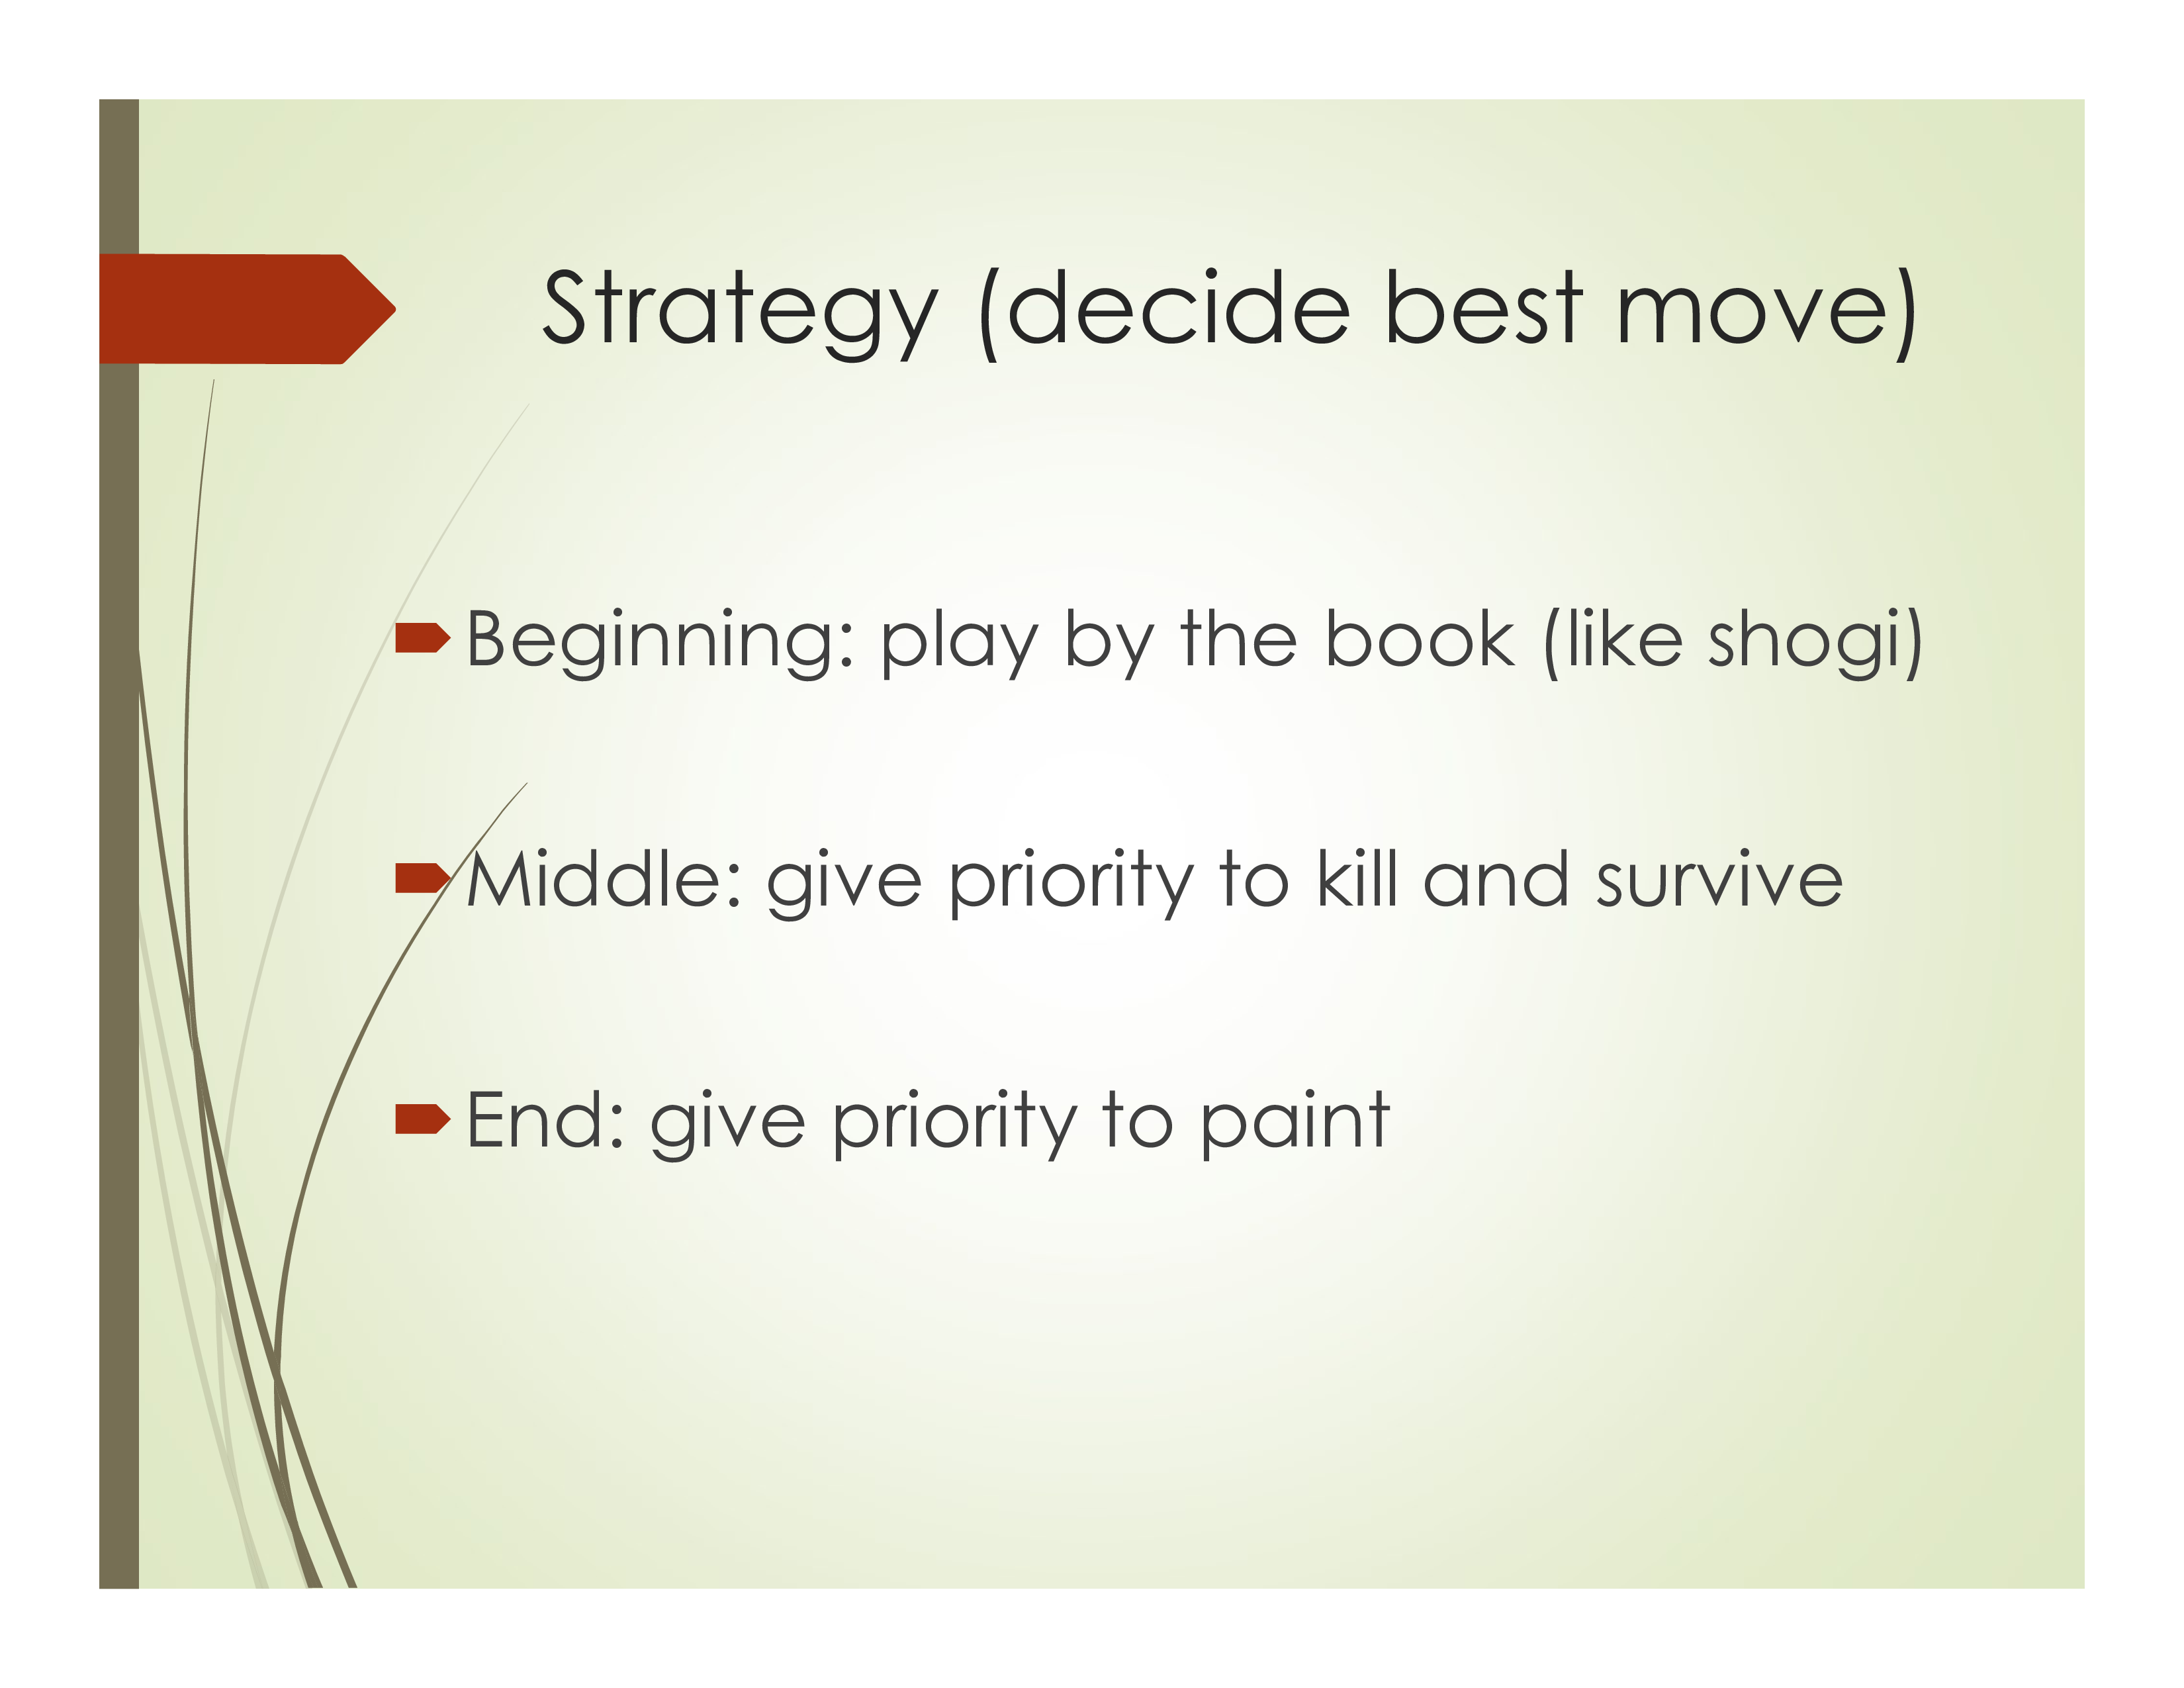 Strategy (decide best move)
Beginning: play by the book (like shogi)
Middle: give priority to kill and survive
End: give priority to paint